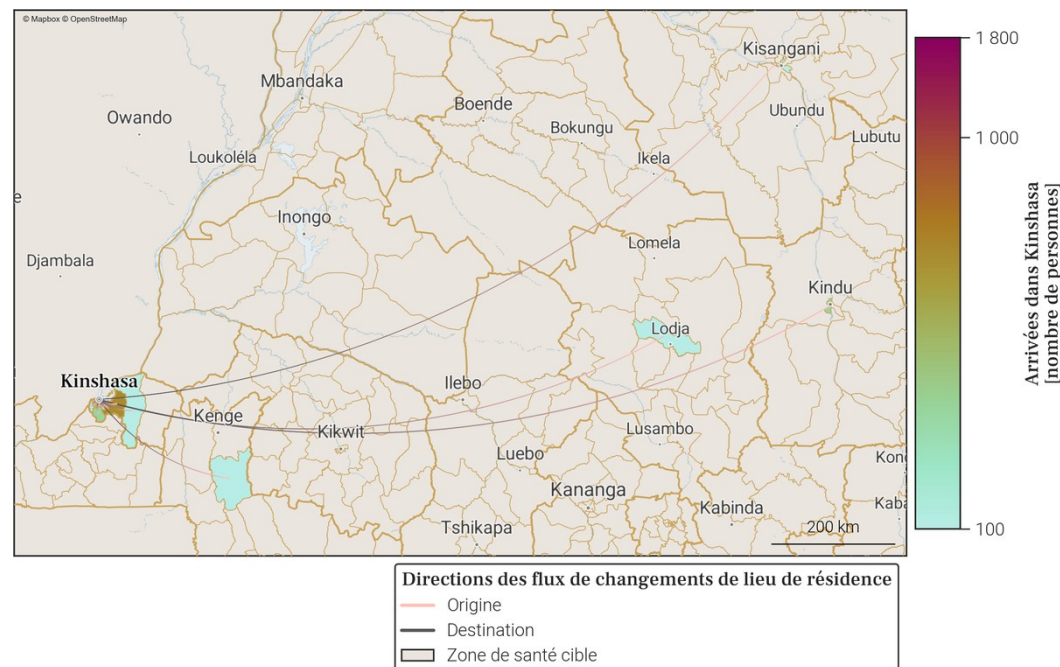 © Mapbox © OpenStreetMap
Kisangani
Mbandaka
Boende
Owando
Ubundu
Bokungu
Lubutu
Loukoléla
Ikela
e
Inongo
Lomela
Djambala
Kindu
Lodja
Kinshasa
Ilebo
Kenge
Kikwit
Lusambo
Luebo
Kon
Kananga
Kabinda
Kaba
Tshikapa
200 km
1 800
1 000
100
Arrivées dans Kinshasa
[nombre de personnes]
Directions des flux de changements de lieu de résidence
Origine
Destination
Zone de santé cible